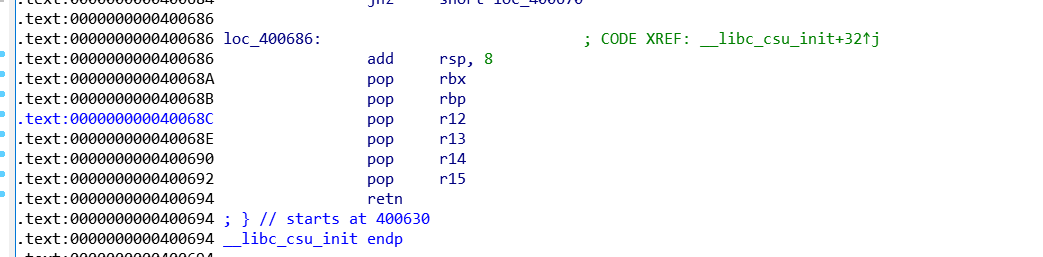 .text:0000000000400684 jnz short loc_400670
.text:0000000000400686
.text:0000000000400686 loc_400686: ; CODE XREF: __libc_csu_init+32↑j
.text:0000000000400686 add rsp, 8
.text:000000000040068A pop rbx
.text:000000000040068B pop rbp
.text:000000000040068C pop r12
.text:000000000040068E pop r13
.text:0000000000400690 pop r14
.text:0000000000400692 pop r15
.text:0000000000400694 retn
.text:0000000000400694 ; } // starts at 400630
.text:0000000000400694 __libc_csu_init endp
.text:0000000000400694